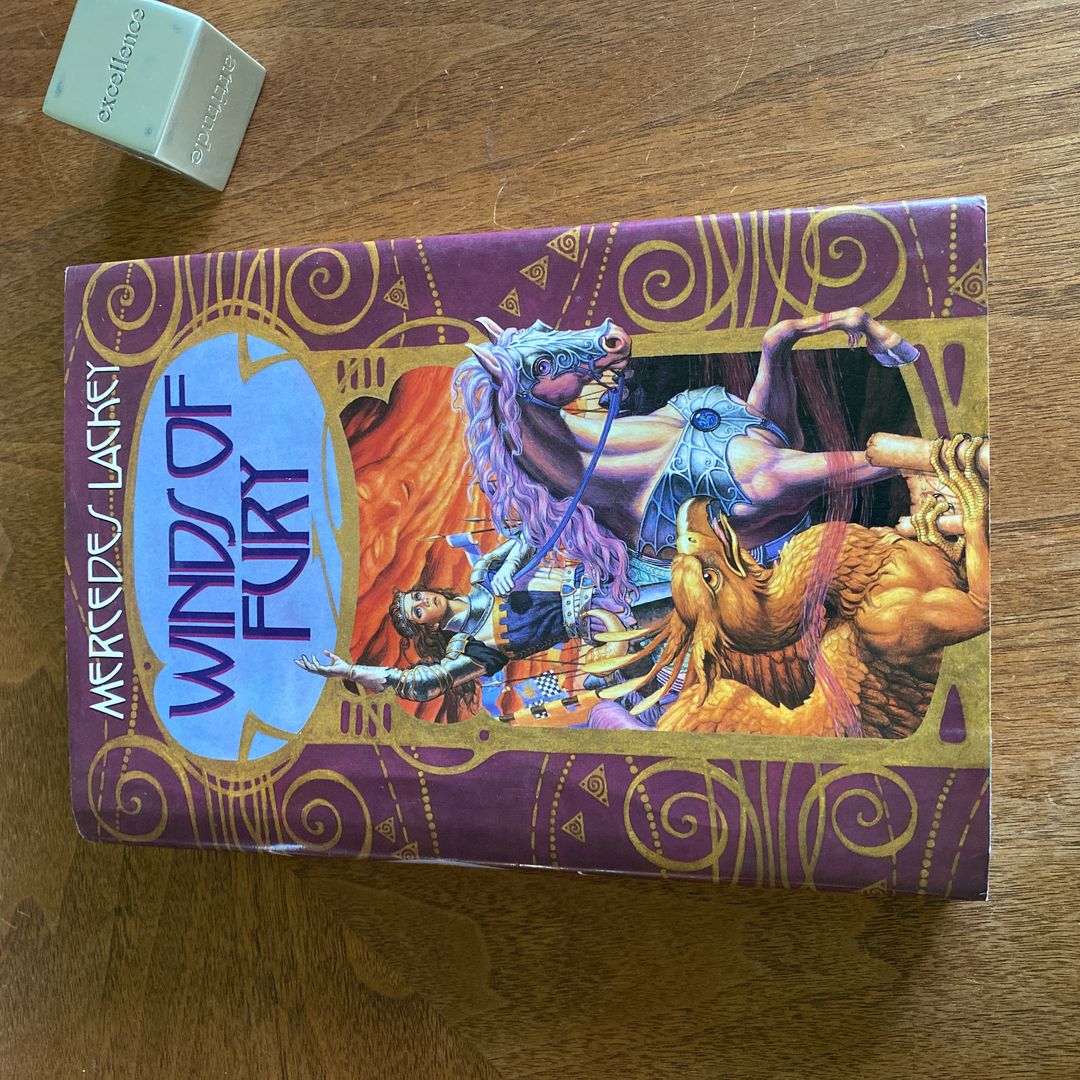 excellence
attitude
MERCEDES LACKEY
WINDS OF
FURY